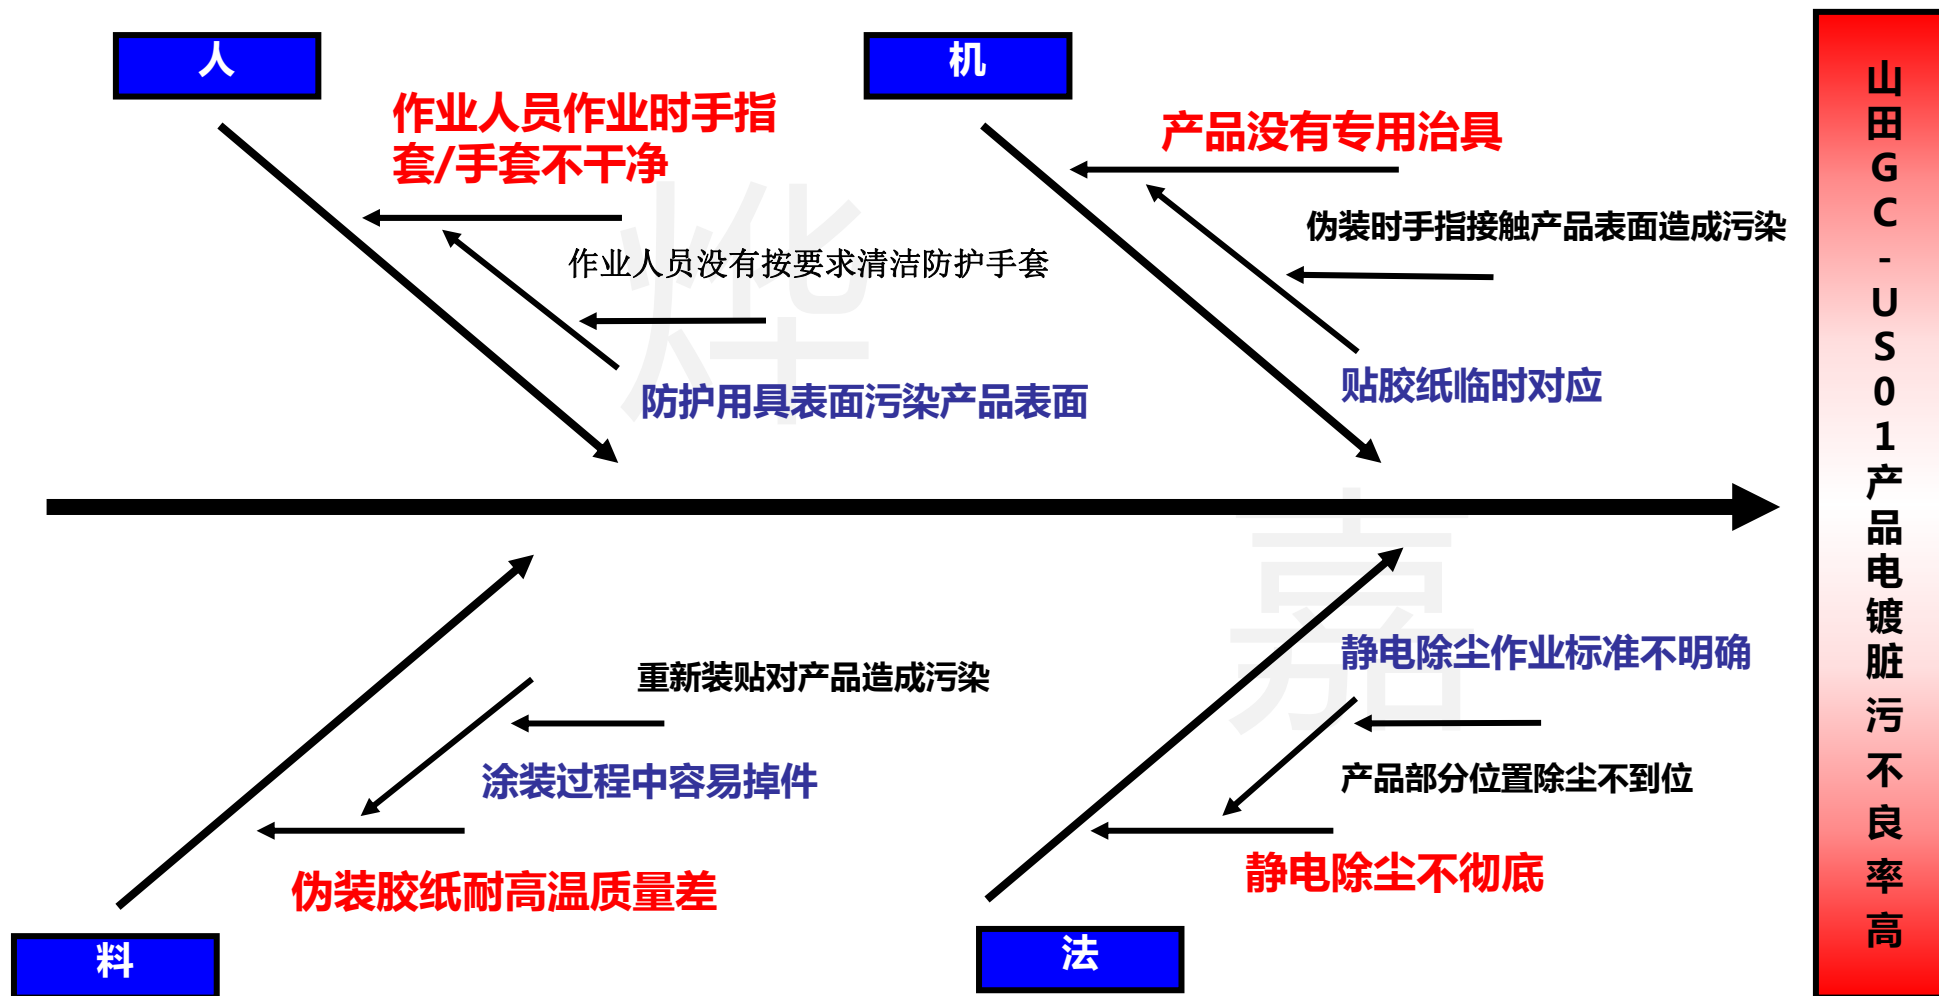 人
作业人员作业时手指
套/手套不干净
作业人员没有按要求清洁防护手套
防护用具表面污染产品表面
机
产品没有专用治具
伪装时手指接触产品表面造成污染
贴胶纸临时对应
重新装贴对产品造成污染
涂装过程中容易掉件
伪装胶纸耐高温质量差
料
静电除尘作业标准不明确
产品部分位置除尘不到位
静电除尘不彻底
法
山田GC-US01产品电镀脏污不良率高
烨
嘉